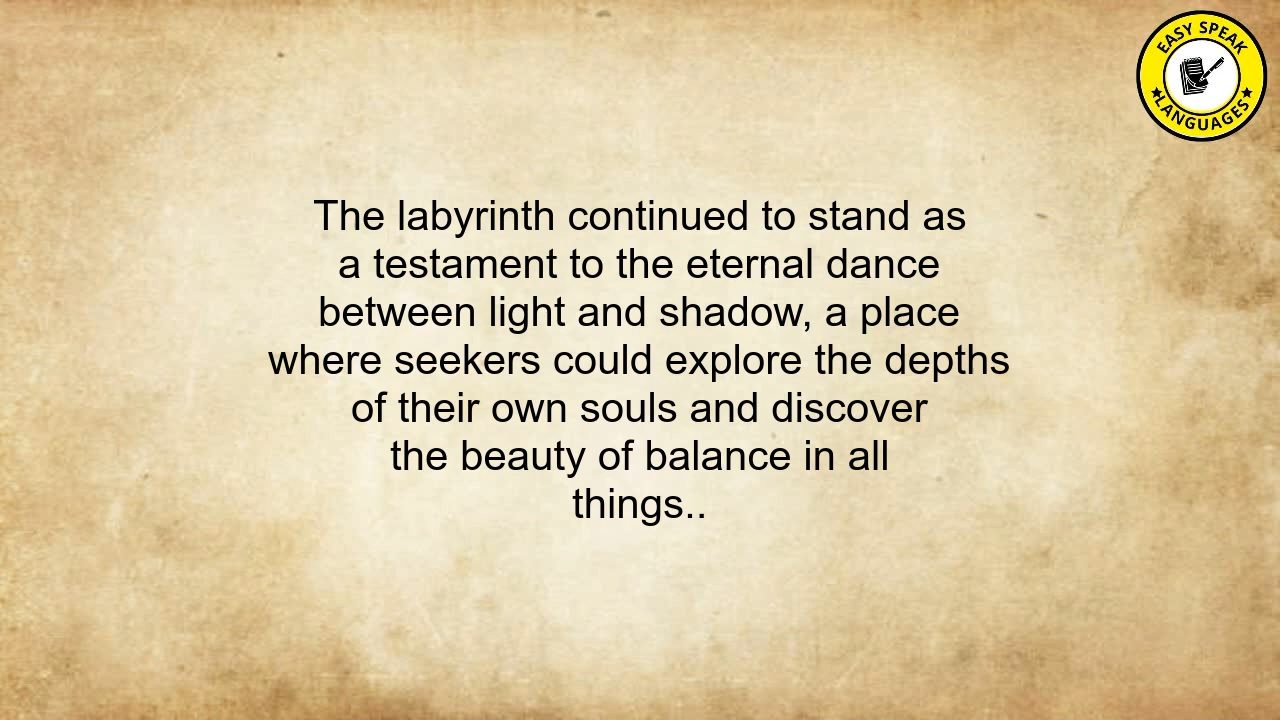 EASY SPEAK
LANGUAGES
The labyrinth continued to stand as
a testament to the eternal dance
between light and shadow, a place
where seekers could explore the depths
of their own souls and discover
the beauty of balance in all
things..